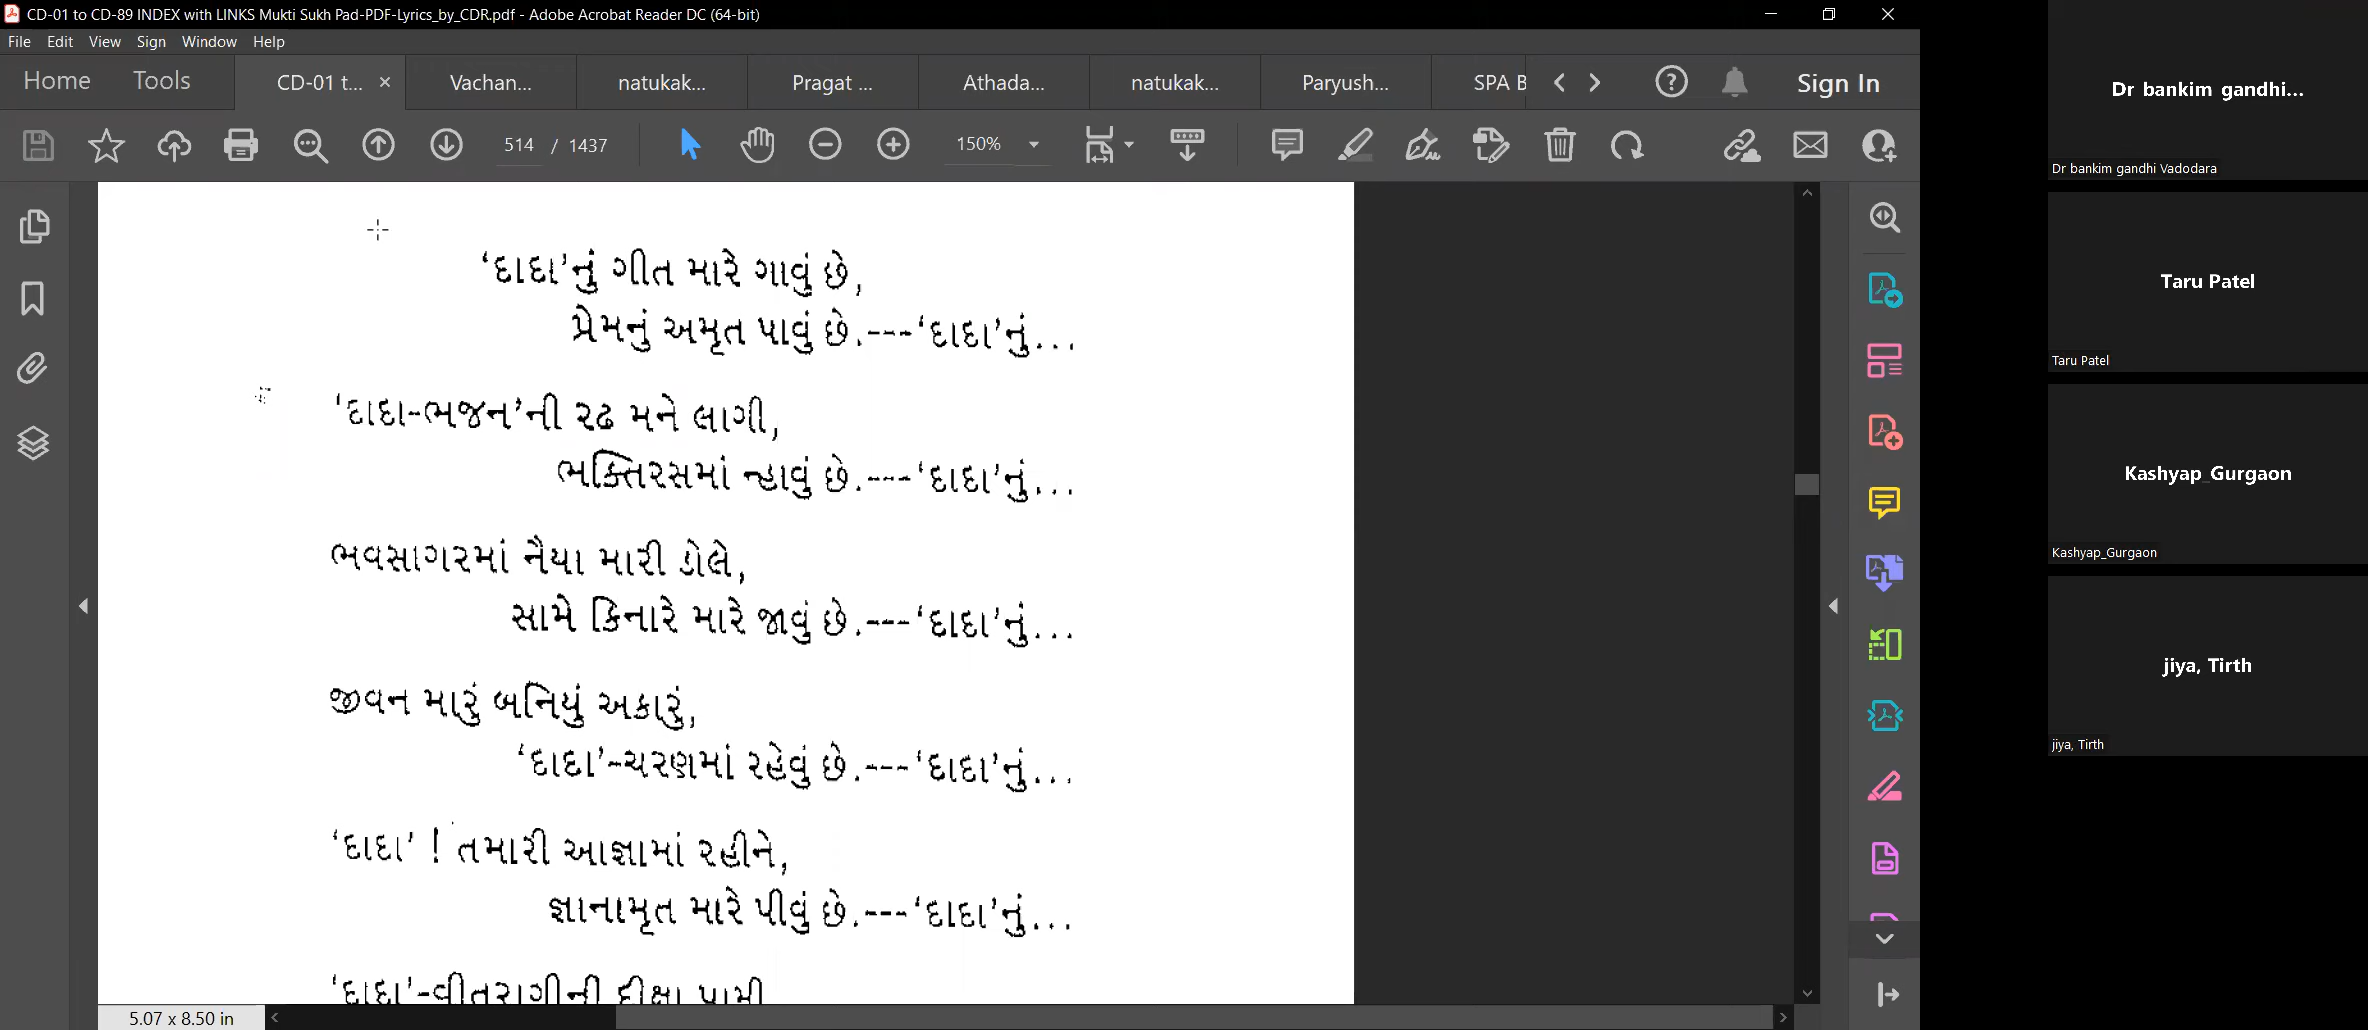 CD-01 to CD-89 INDEX with LINKS Mukti Sukh Pad-PDF-Lyrics_by_CDR.pdf - Adobe Acrobat Reader DC (64-bit)
File Edit View Sign Window Help
Home Tools CD-01 t... × Vachan... natukak... Pragat ... Athada... natukak... Paryush... SPA B Sign In
514 / 1437 150%
‘દાદા’નું ગીત મારે ગાવું છે,
પ્રેમનું અમૃત પાવું છે.---‘દાદા’નું...
‘દાદા-ભજન’ની રઢ મને લાગી,
ભક્તિરસમાં ન્હાવું છે.---‘દાદા’નું...
ભવસાગરમાં નૈયા મારી ડોલે,
સામે કિનારે મારે જાવું છે.---‘દાદા’નું...
જીવન મારું બનિયું અકારું,
‘દાદા’-ચરણમાં રહેવું છે.---‘દાદા’નું...
‘દાદા’ ! તમારી આજ્ઞામાં રહીને,
જ્ઞાનામૃત મારે પીવું છે.---‘દાદા’નું...
‘દાદા’-વીતરાગીની દીક્ષા પામી
5.07 x 8.50 in
Dr bankim gandhi...
Dr bankim gandhi Vadodara
Taru Patel
Taru Patel
Kashyap_Gurgaon
Kashyap_Gurgaon
jiya, Tirth
jiya, Tirth